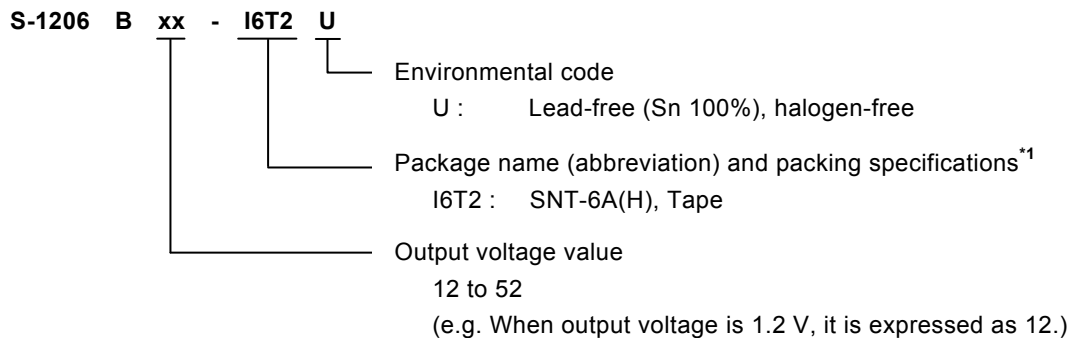 S-1206 B xx - I6T2 U
Environmental code
U : Lead-free (Sn 100%), halogen-free
Package name (abbreviation) and packing specifications*1
I6T2 : SNT-6A(H), Tape
Output voltage value
12 to 52
(e.g. When output voltage is 1.2 V, it is expressed as 12.)